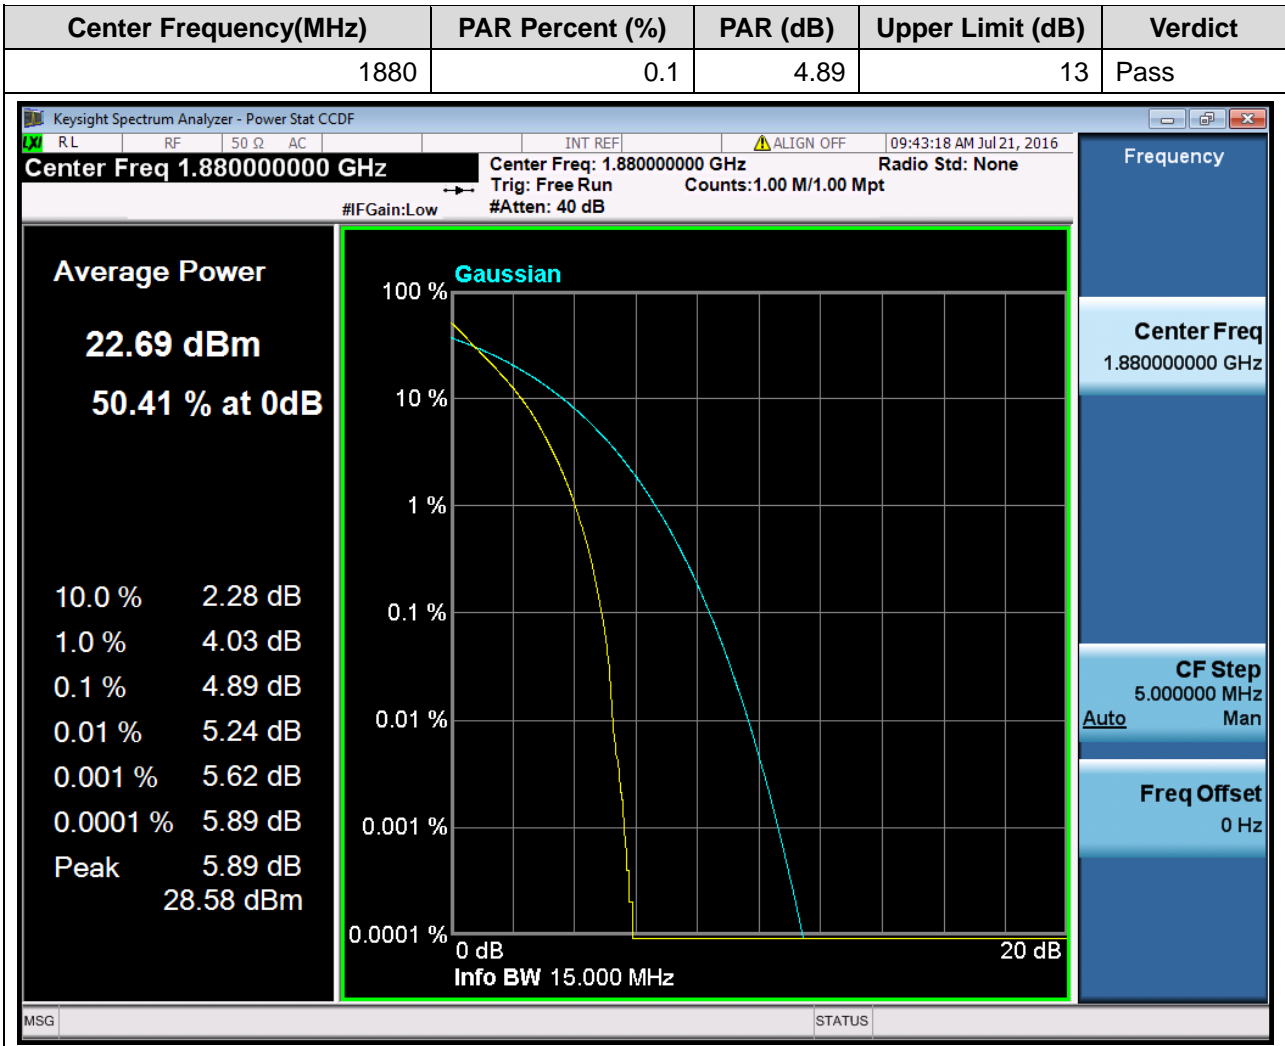 Center Frequency(MHz) PAR Percent (%) PAR (dB) Upper Limit (dB) Verdict
1880 0.1 4.89 13 Pass
Keysight Spectrum Analyzer - Power Stat CCDF
LXI RL RF 50 Ω AC INT REF ALIGN OFF 09:43:18 AM Jul 21, 2016
Center Freq 1.880000000 GHz
Center Freq: 1.880000000 GHz Radio Std: None
Trig: Free Run Counts:1.00 M/1.00 Mpt
#IFGain:Low #Atten: 40 dB
Average Power
22.69 dBm
50.41 % at 0dB
10.0 % 2.28 dB
1.0 % 4.03 dB
0.1 % 4.89 dB
0.01 % 5.24 dB
0.001 % 5.62 dB
0.0001 % 5.89 dB
Peak 5.89 dB
28.58 dBm
Gaussian
100 %
10 %
1 %
0.1 %
0.01 %
0.001 %
0.0001 %
0 dB 20 dB
Info BW 15.000 MHz
Frequency
Center Freq
1.880000000 GHz
CF Step
5.000000 MHz
Auto Man
Freq Offset
0 Hz
MSG STATUS